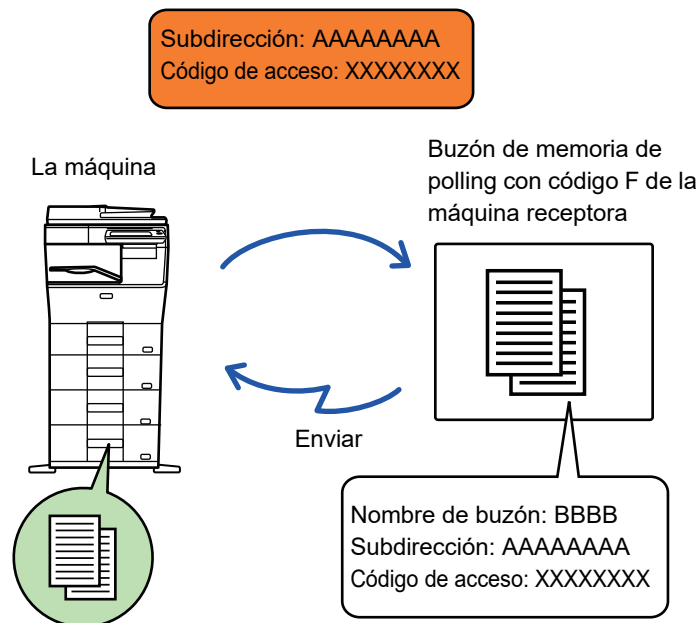 Subdirección: AAAAAAAA
Código de acceso: XXXXXXXX
La máquina
Buzón de memoria de
polling con código F de la
máquina receptora
Enviar
Nombre de buzón: BBBB
Subdirección: AAAAAAAA
Código de acceso: XXXXXXXX